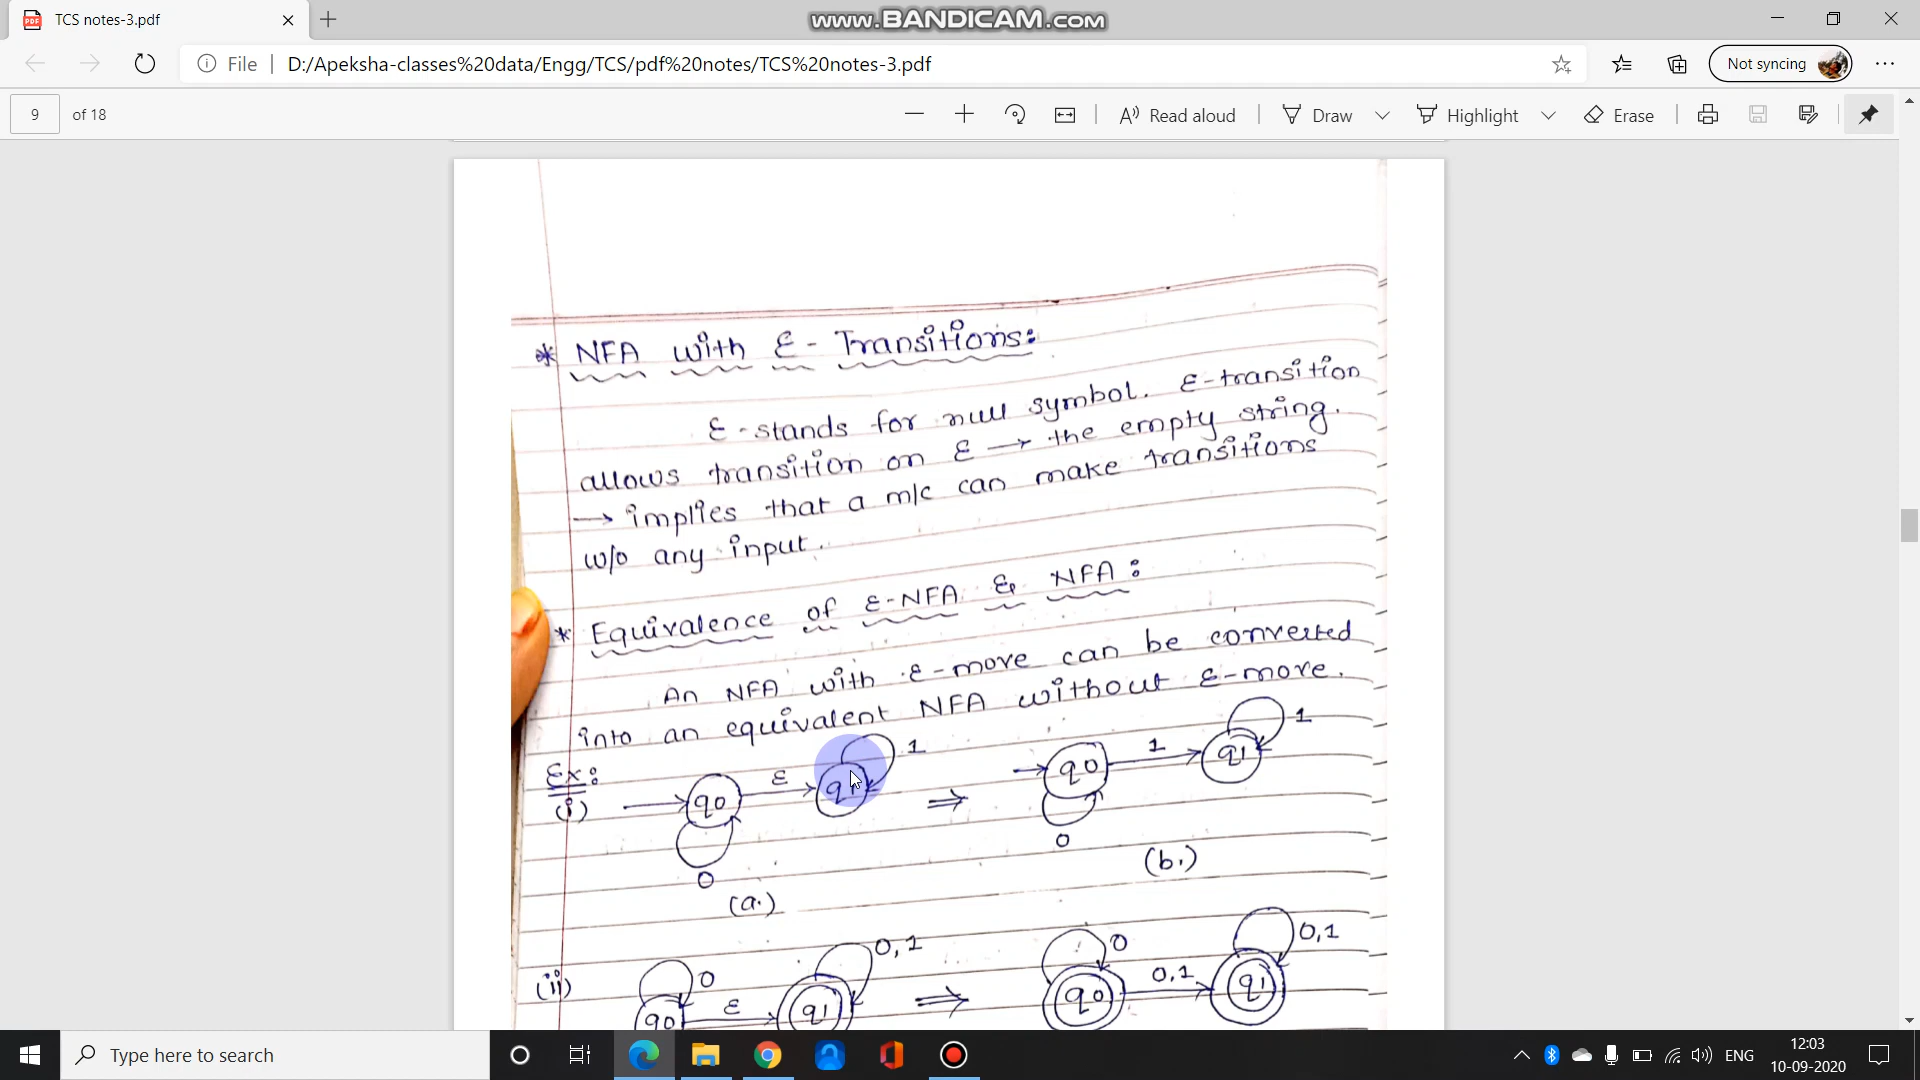 TCS notes-3.pdf
www.BANDICAM.com
File
D:/Apeksha-classes%20data/Engg/TCS/pdf%20notes/TCS%20notes-3.pdf
Not syncing
9 of 18
Read aloud
Draw
Highlight
Erase
* NFA with ε - Transitions:
ε - stands for null symbol. ε-transition
allows transition on ε → the empty string.
→ implies that a m/c can make transitions
w/o any input.
* Equivalence of ε-NFA & NFA :
An NFA with ε-move can be converted
into an equivalent NFA without ε-move.
Ex:
(i) q0 ε q1 1 ⇒ q0 1 q1 1
0 0
(a.) (b.)
(ii) 0 0,1 0 0,1
q0 ε q1 ⇒ q0 0,1 q1
Type here to search
ENG
12:03
10-09-2020